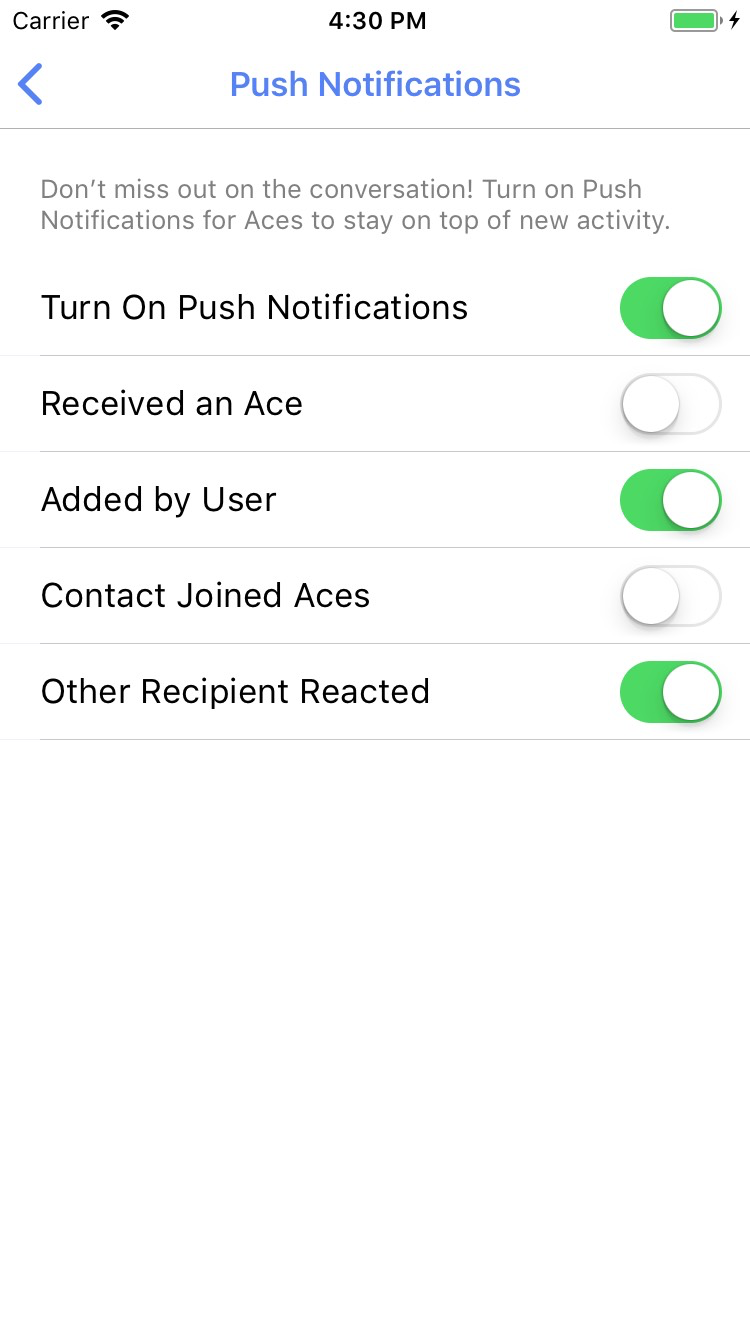 Carrier 4:30 PM
Push Notifications
Don’t miss out on the conversation! Turn on Push
Notifications for Aces to stay on top of new activity.
Turn On Push Notifications
Received an Ace
Added by User
Contact Joined Aces
Other Recipient Reacted